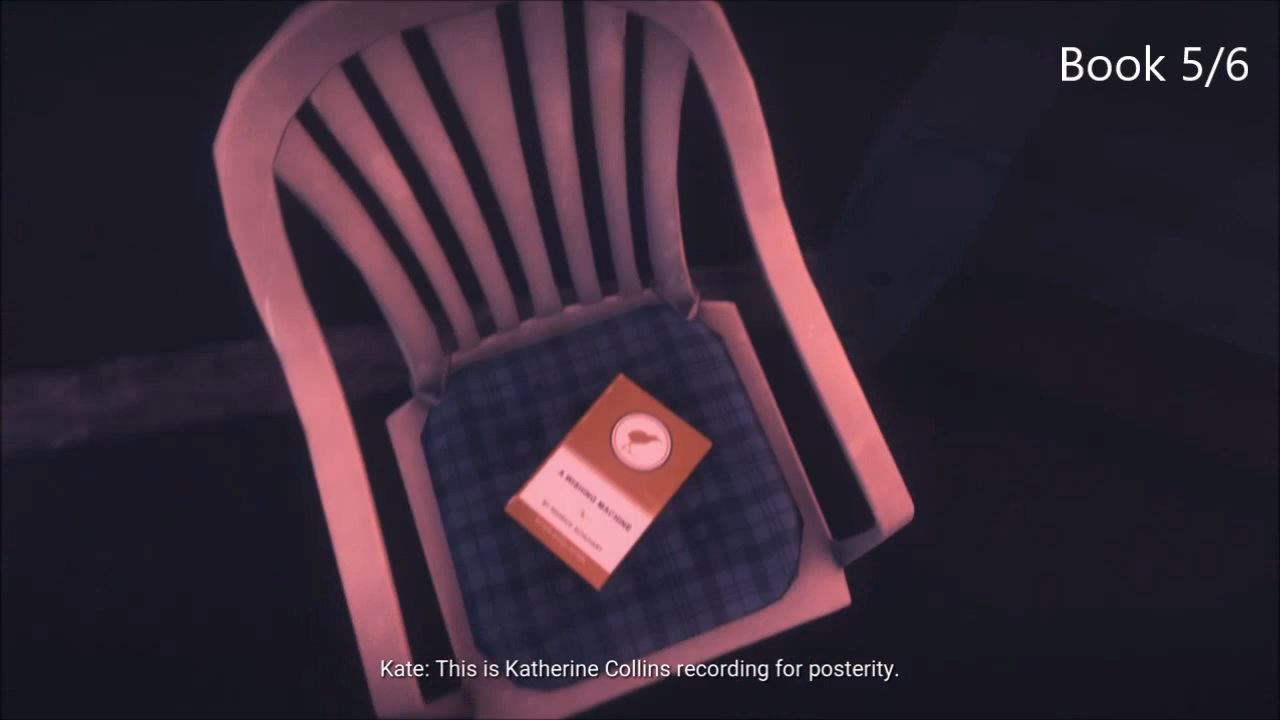 Book 5/6
A WISHING MACHINE
Kate: This is Katherine Collins recording for posterity.